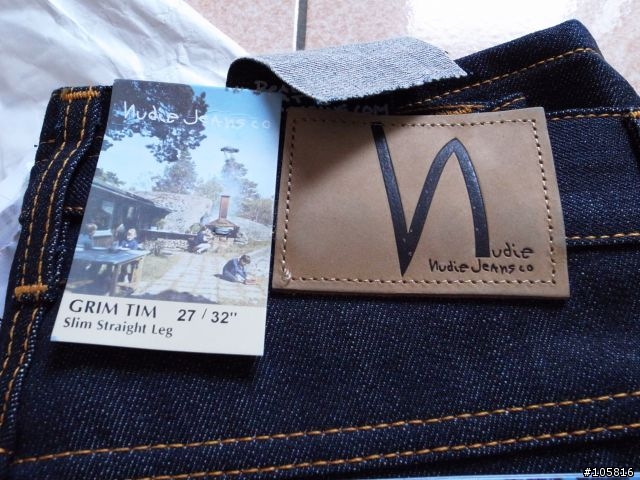 Nudie Jeans co
GRIM TIM 27 / 32"
Slim Straight Leg
N
udie
Nudie Jeans co
#105816